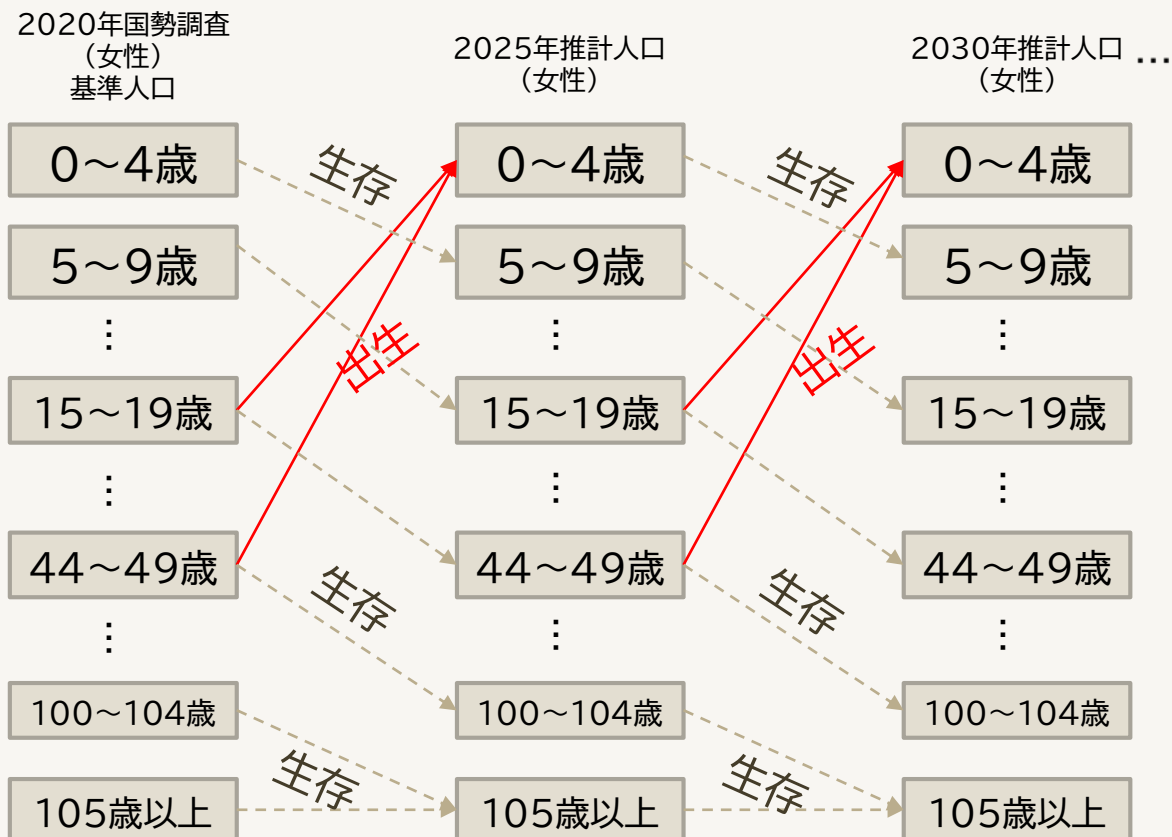 2020年国勢調査
(女性)
基準人口
2025年推計人口
(女性)
2030年推計人口
(女性)
…
0～4歳
生存
0～4歳
生存
0～4歳
5～9歳
5～9歳
5～9歳
⋮
出生
⋮
出生
⋮
15～19歳
15～19歳
15～19歳
⋮
⋮
⋮
44～49歳
44～49歳
44～49歳
生存
生存
⋮
⋮
⋮
100～104歳
100～104歳
100～104歳
生存
生存
105歳以上
105歳以上
105歳以上